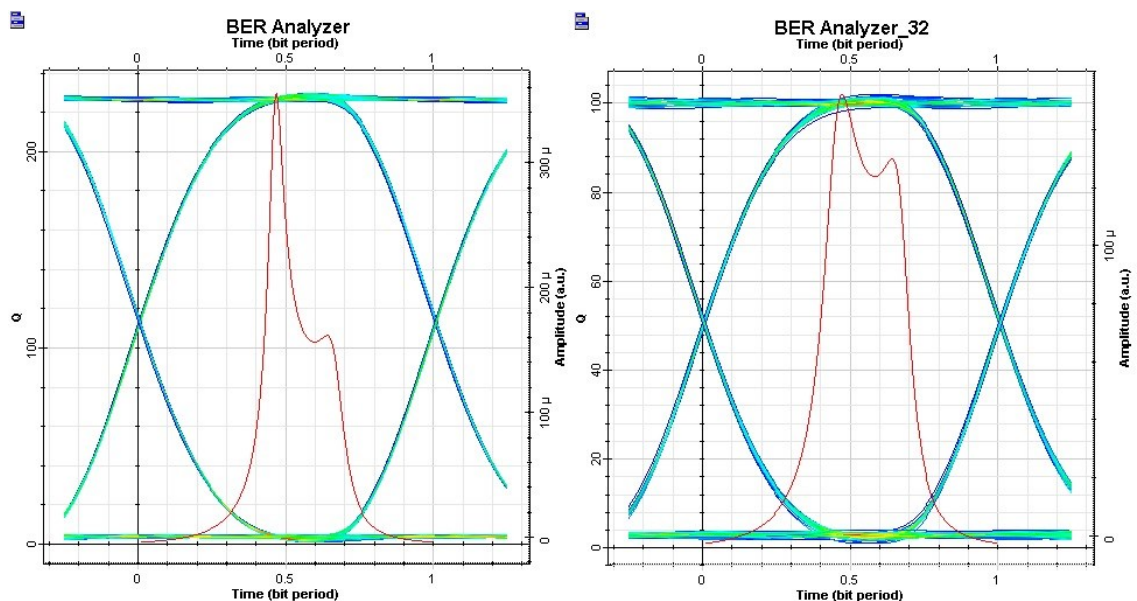 BER Analyzer
Time (bit period)
0 0.5 1
Q
0 100 200
Amplitude (a.u.)
0 100 µ 200 µ 300 µ
0 0.5 1
Time (bit period)
BER Analyzer_32
Time (bit period)
0 0.5 1
Q
0 20 40 60 80 100
Amplitude (a.u.)
0 100 µ
0 0.5 1
Time (bit period)